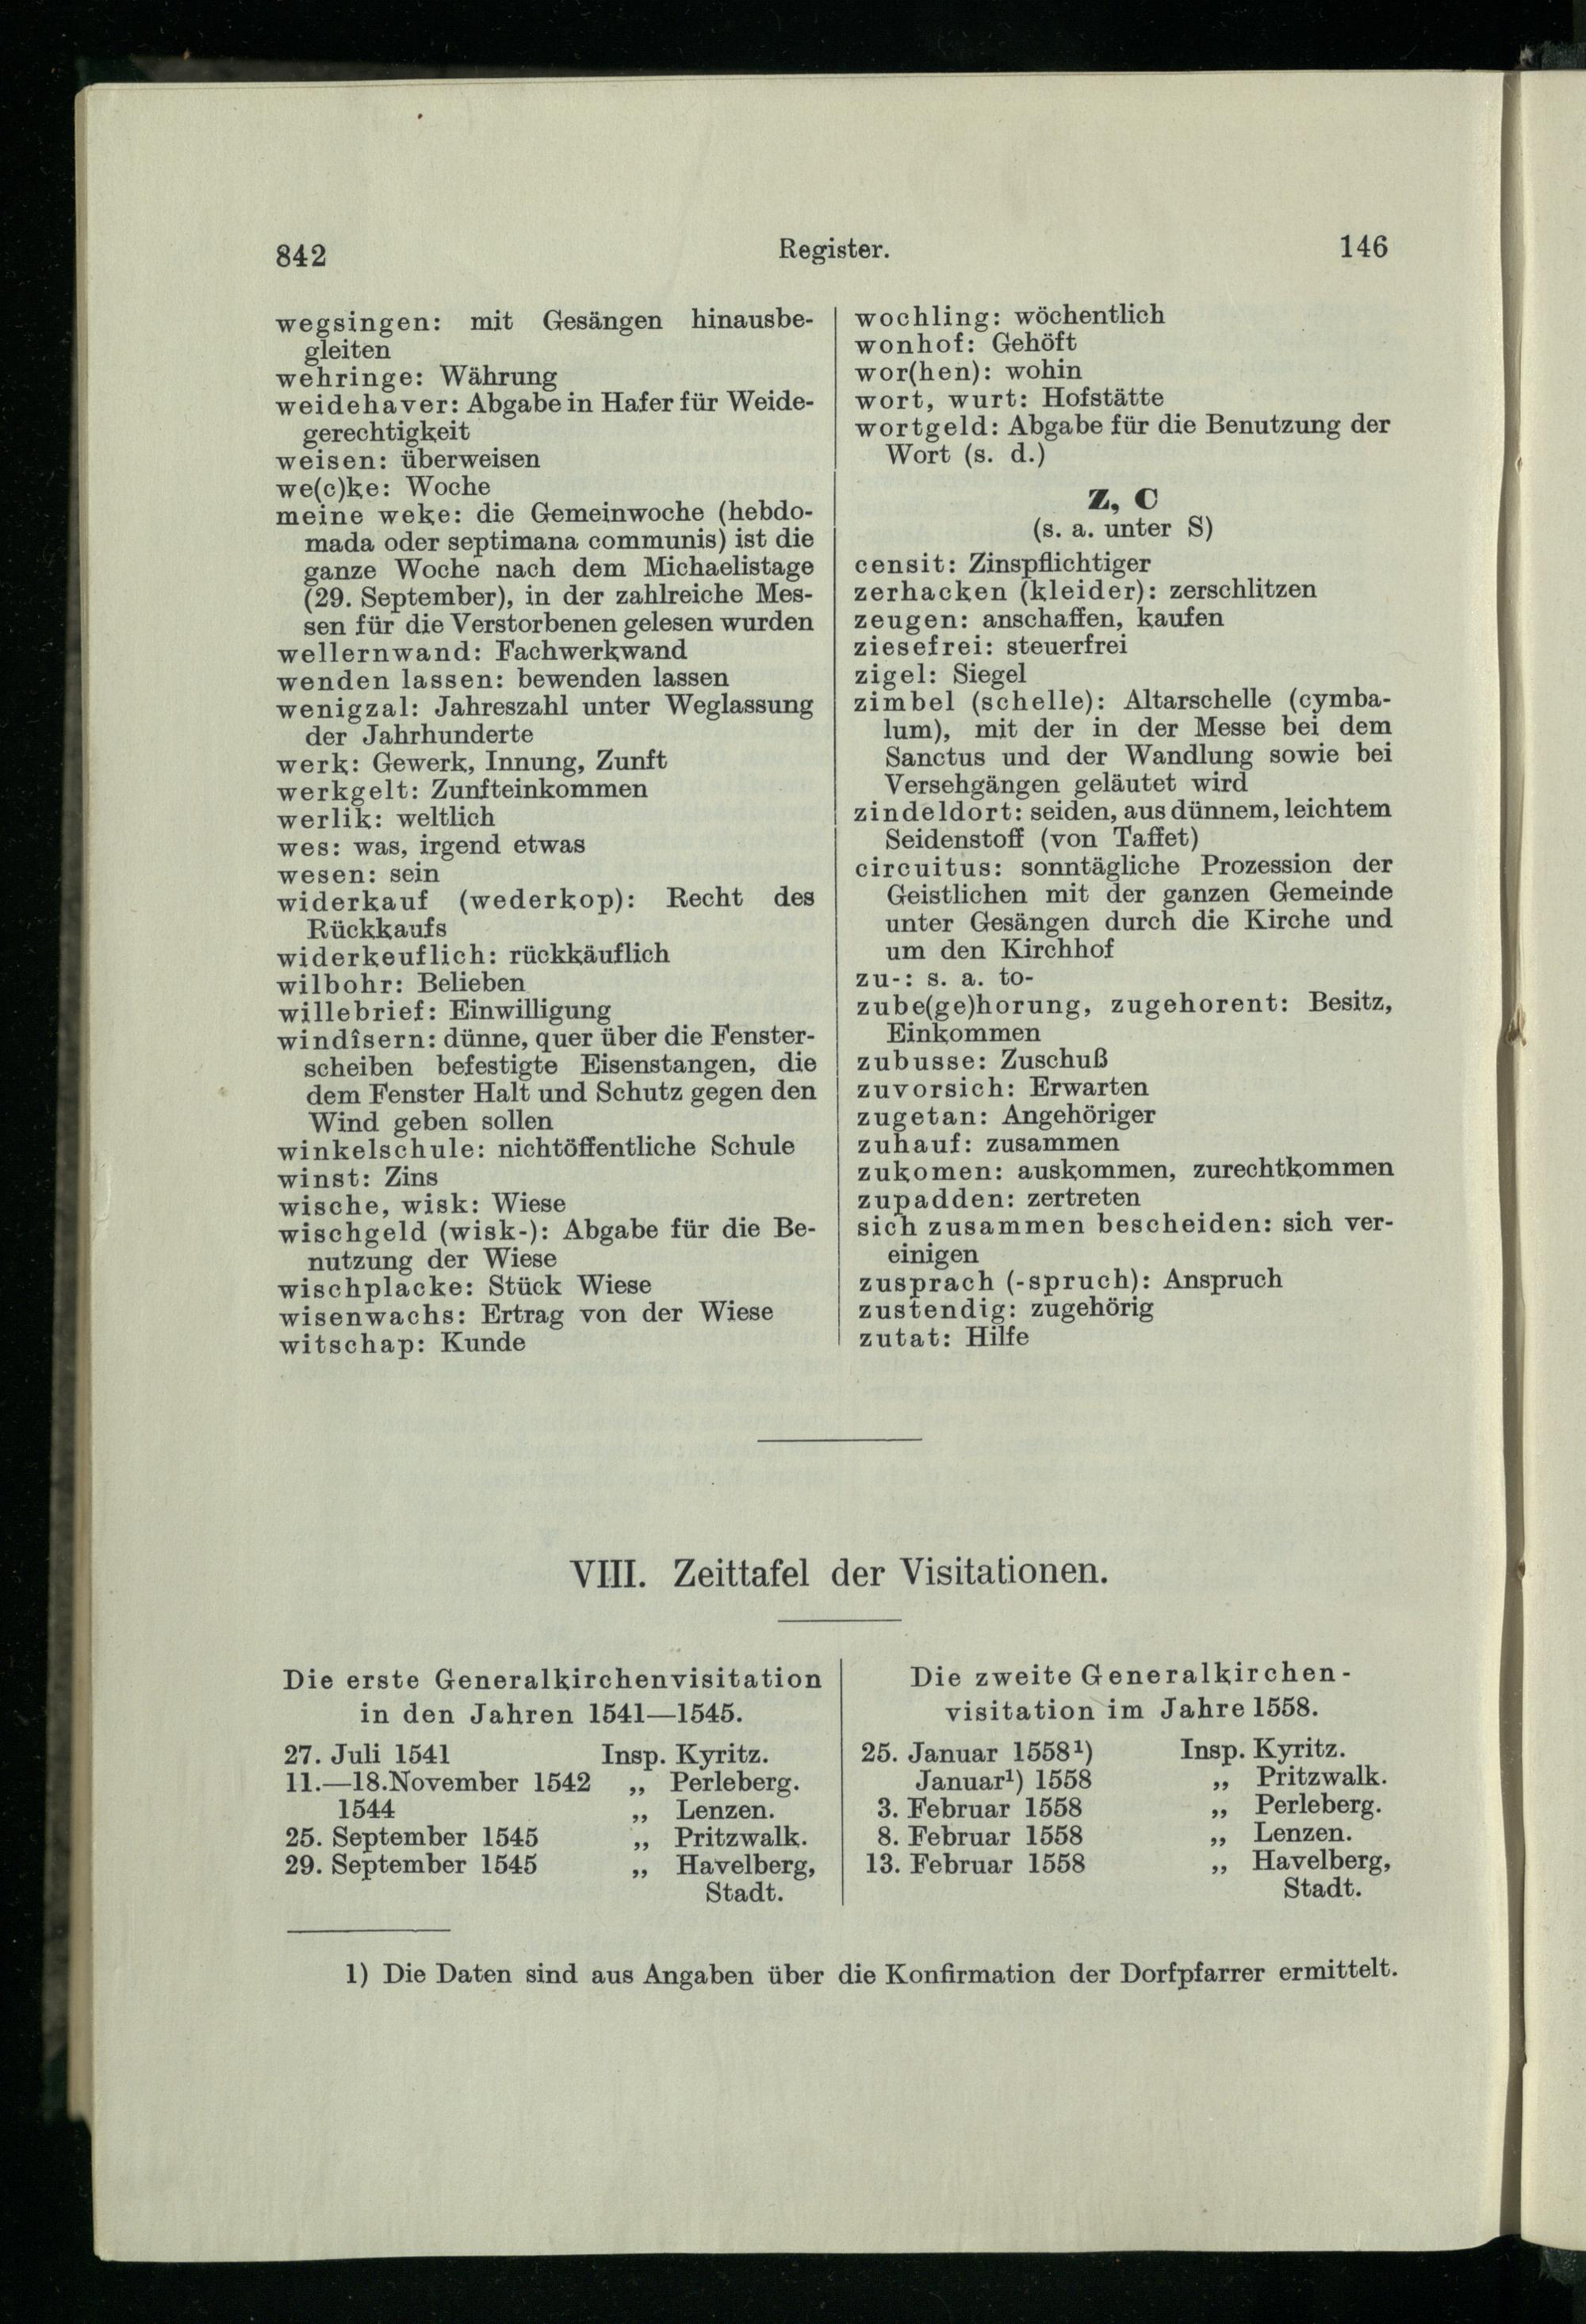 842
Register.
146
wegsingen: mit Gesängen hinausbe-
gleiten
wehringe: Währung
weidehaver: Abgabe in Hafer für Weide-
gerechtigkeit
weisen: überweisen
we(c)ke: Woche
meine weke: die Gemeinwoche (hebdo-
mada oder septimana communis) ist die
ganze Woche nach dem Michaelistage
(29. September), in der zahlreiche Mes-
sen für die Verstorbenen gelesen wurden
wellernwand: Fachwerkwand
wenden lassen: bewenden lassen
wenigzal: Jahreszahl unter Weglassung
der Jahrhunderte
werk: Gewerk, Innung, Zunft
werkgelt: Zunfteinkommen
werlik: weltlich
wes: was, irgend etwas
wesen: sein
widerkauf (wederkop): Recht des
Rückkaufs
widerkeuflich: rückkäuflich
wilbohr: Belieben
willebrief: Einwilligung
windîsern: dünne, quer über die Fenster-
scheiben befestigte Eisenstangen, die
dem Fenster Halt und Schutz gegen den
Wind geben sollen
winkelschule: nichtöffentliche Schule
winst: Zins
wische, wisk: Wiese
wischgeld (wisk-): Abgabe für die Be-
nutzung der Wiese
wischplacke: Stück Wiese
wisenwachs: Ertrag von der Wiese
witschap: Kunde
wochling: wöchentlich
wonhof: Gehöft
wor(hen): wohin
wort, wurt: Hofstätte
wortgeld: Abgabe für die Benutzung der
Wort (s. d.)
Z, C
(s. a. unter S)
censit: Zinspflichtiger
zerhacken (kleider): zerschlitzen
zeugen: anschaffen, kaufen
ziesefrei: steuerfrei
zigel: Siegel
zimbel (schelle): Altarschelle (cymba-
lum), mit der in der Messe bei dem
Sanctus und der Wandlung sowie bei
Versehgängen geläutet wird
zindeldort: seiden, aus dünnem, leichtem
Seidenstoff (von Taffet)
circuitus: sonntägliche Prozession der
Geistlichen mit der ganzen Gemeinde
unter Gesängen durch die Kirche und
um den Kirchhof
zu-: s. a. to-
zube(ge)horung, zugehorent: Besitz,
Einkommen
zubusse: Zuschuß
zuvorsich: Erwarten
zugetan: Angehöriger
zuhauf: zusammen
zukomen: auskommen, zurechtkommen
zupadden: zertreten
sich zusammen bescheiden: sich ver-
einigen
zusprach (-spruch): Anspruch
zustendig: zugehörig
zutat: Hilfe
VIII. Zeittafel der Visitationen.
Die erste Generalkirchenvisitation
in den Jahren 1541—1545.
27. Juli 1541 Insp. Kyritz.
11.—18.November 1542 „ Perleberg.
1544 „ Lenzen.
25. September 1545 „ Pritzwalk.
29. September 1545 „ Havelberg,
Stadt.
Die zweite Generalkirchen-
visitation im Jahre 1558.
25. Januar 1558¹) Insp. Kyritz.
Januar¹) 1558 „ Pritzwalk.
3. Februar 1558 „ Perleberg.
8. Februar 1558 „ Lenzen.
13. Februar 1558 „ Havelberg,
Stadt.
1) Die Daten sind aus Angaben über die Konfirmation der Dorfpfarrer ermittelt.